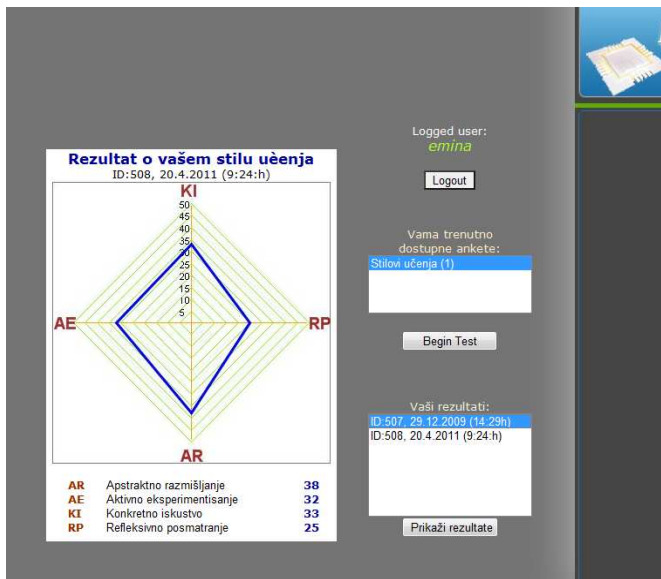 Rezultat o vašem stilu uèenja
ID:508, 20.4.2011 (9:24:h)
KI
50
45
40
35
30
25
20
15
10
5
AE
RP
AR
AR Apstraktno razmišljanje 38
AE Aktivno eksperimentisanje 32
KI Konkretno iskustvo 33
RP Refleksivno posmatranje 25
Logged user:
emina
Logout
Vama trenutno
dostupne ankete:
Stilovi učenja (1)
Begin Test
Vaši rezultati:
ID:507, 29.12.2009 (14:29h)
ID:508, 20.4.2011 (9:24:h)
Prikaži rezultate